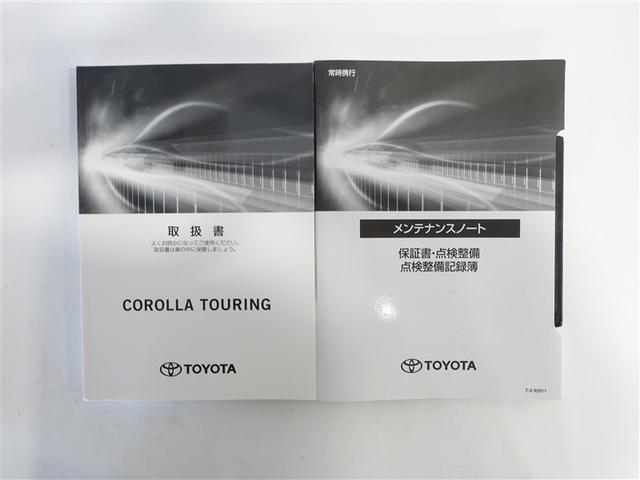 取扱書
よくお読みになってご使用ください。
取扱書は車の中に保管しましょう。
COROLLA TOURING
TOYOTA
常時携行
メンテナンスノート
保証書・点検整備
点検整備記録簿
TOYOTA
T-0 62011